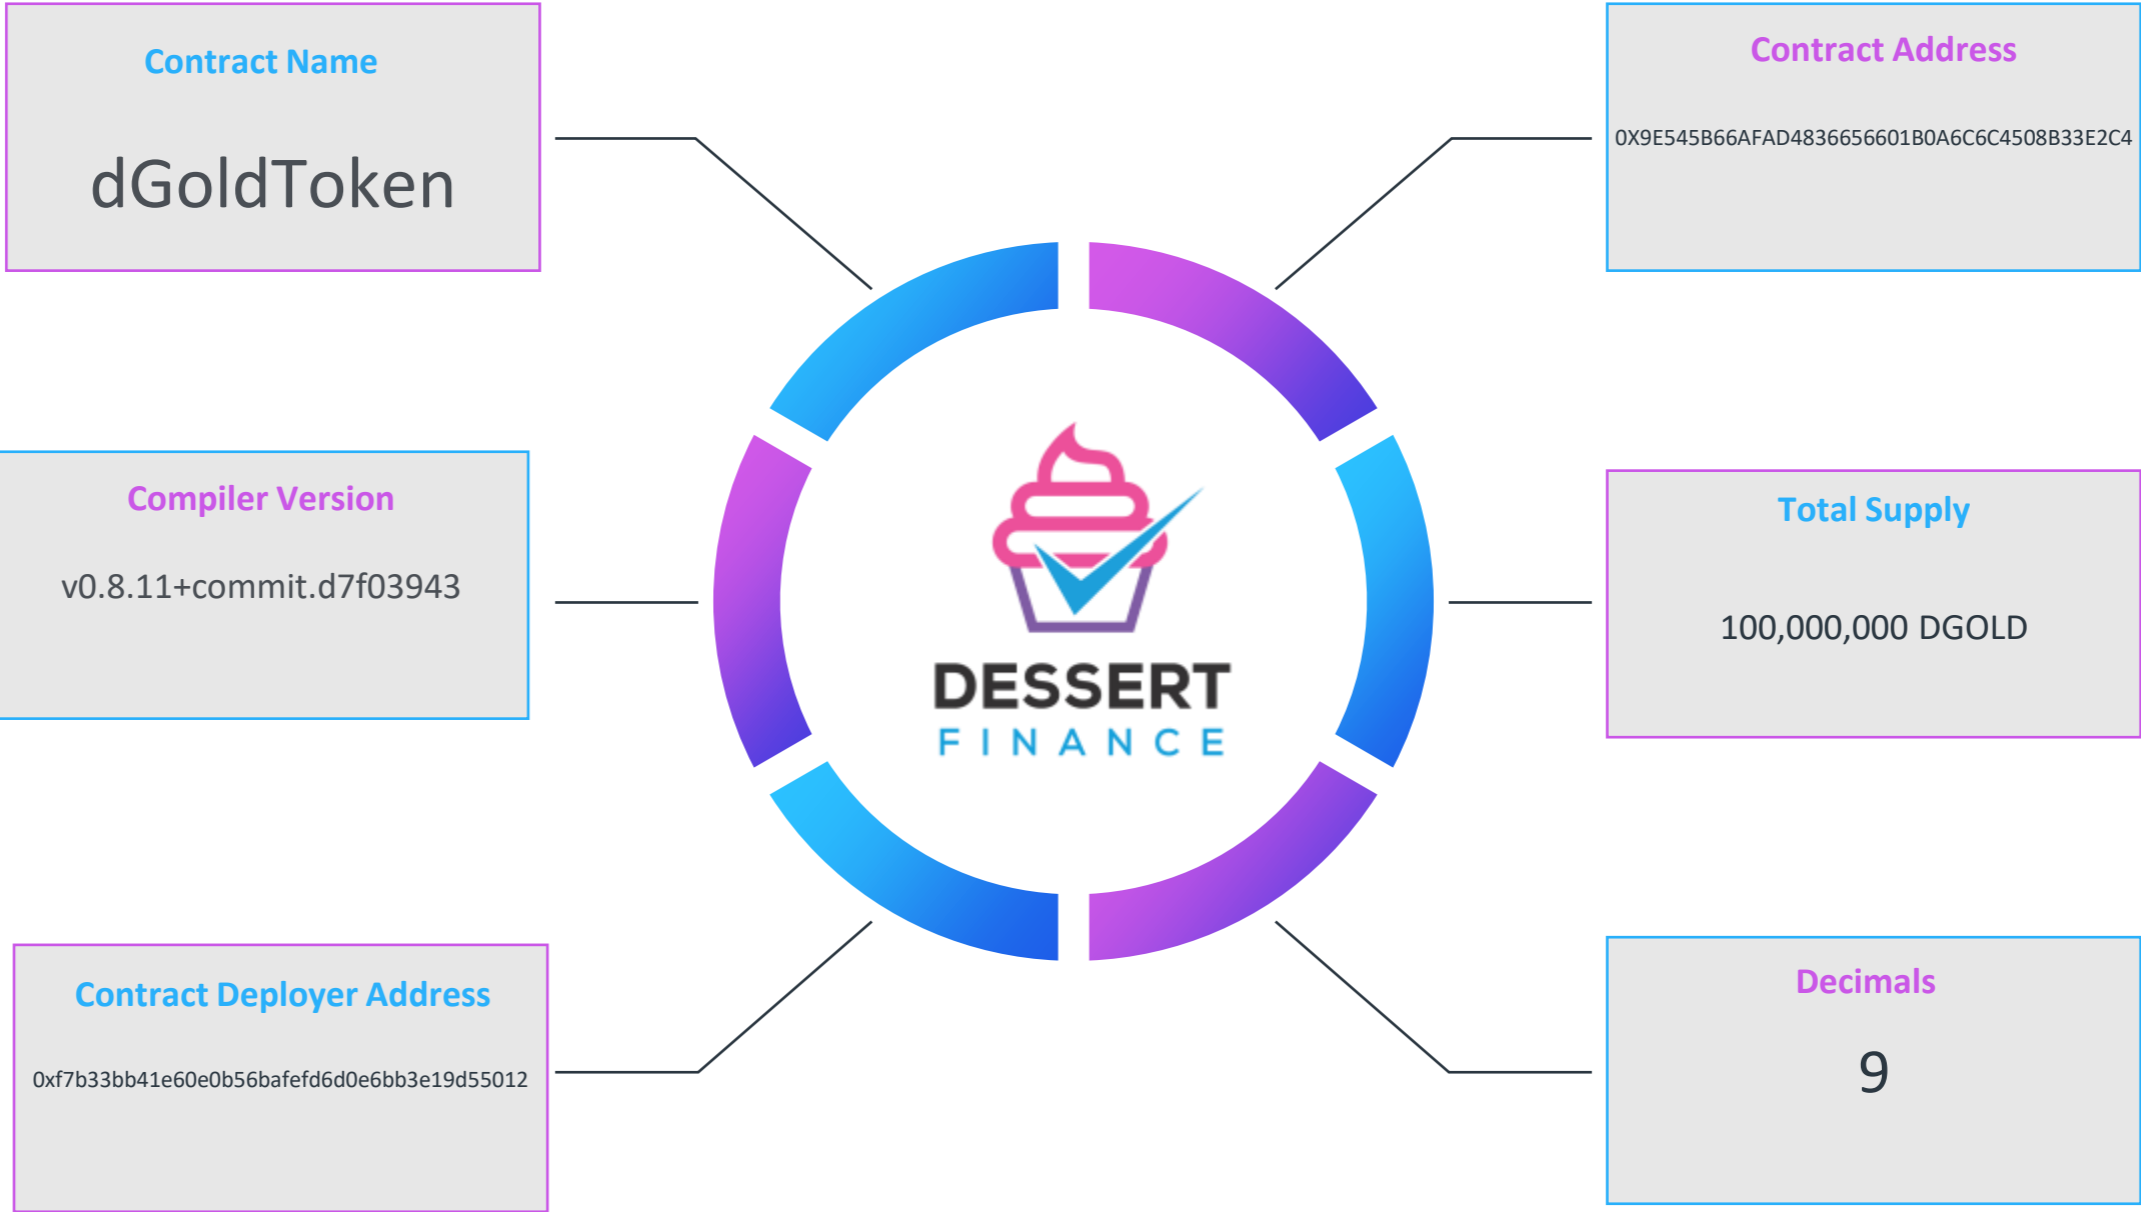 Contract Name
dGoldToken
Contract Address
0X9E545B66AFAD4836656601B0A6C6C4508B33E2C4
Compiler Version
v0.8.11+commit.d7f03943
DESSERT
FINANCE
Total Supply
100,000,000 DGOLD
Contract Deployer Address
0xf7b33bb41e60e0b56bafefd6d0e6bb3e19d55012
Decimals
9